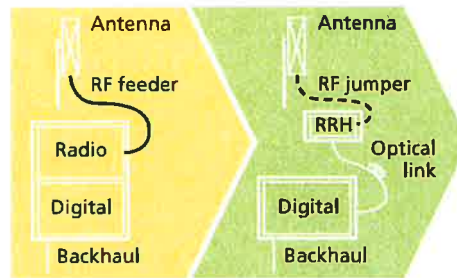 Antenna
RF feeder
Radio
Digital
Backhaul
Antenna
RF jumper
RRH
Optical
link
Digital
Backhaul